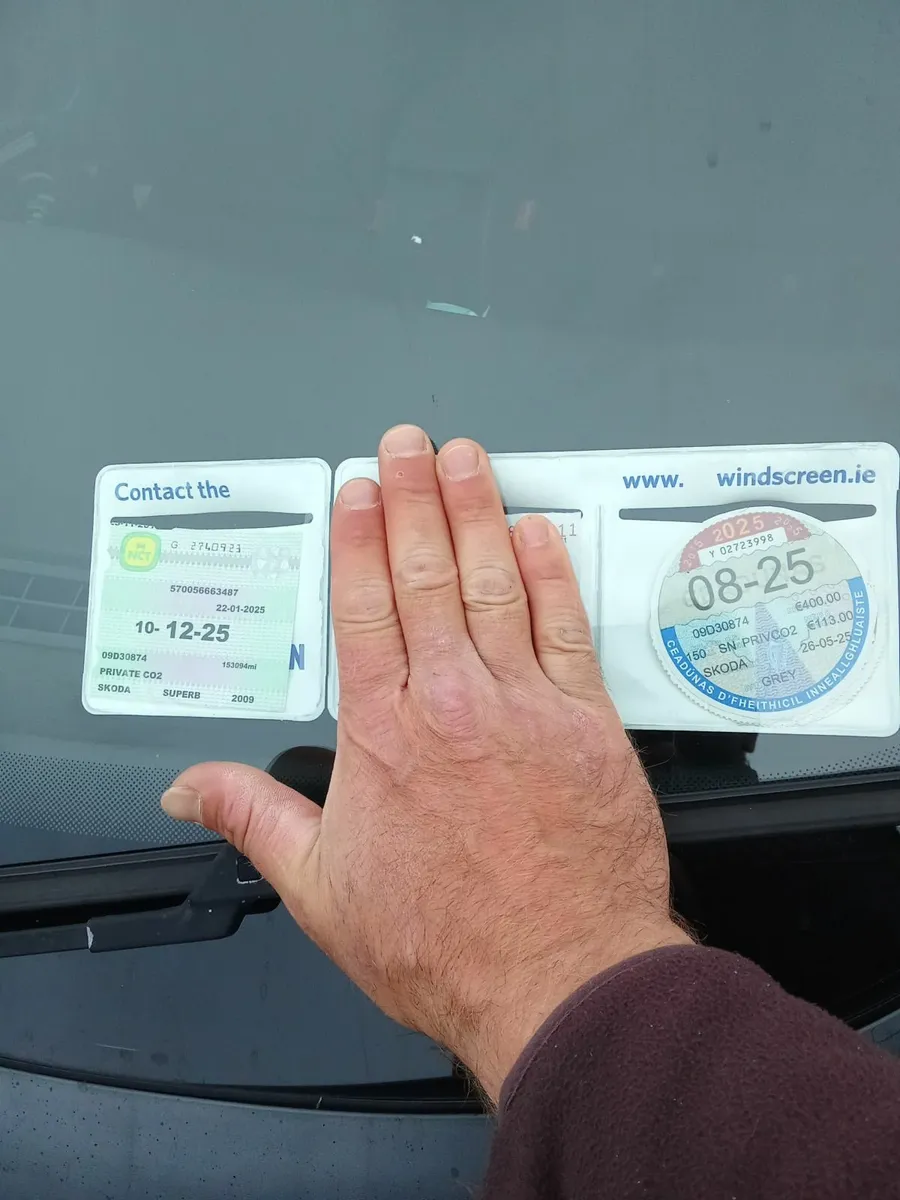 Contact the
NCT
G 2740921
570056663487
22-01-2025
10- 12-25
09D30874
153094mi
PRIVATE CO2
SKODA SUPERB 2009
N
11
www. windscreen.ie
2025
Y 02723998
08-25
€400.00
09D30874
€113.00
150 SN PRIVCO2
26-05-25
SKODA
GREY
CEADÚNAS D'FHEITHICIL INNEALLGHLUAISTE